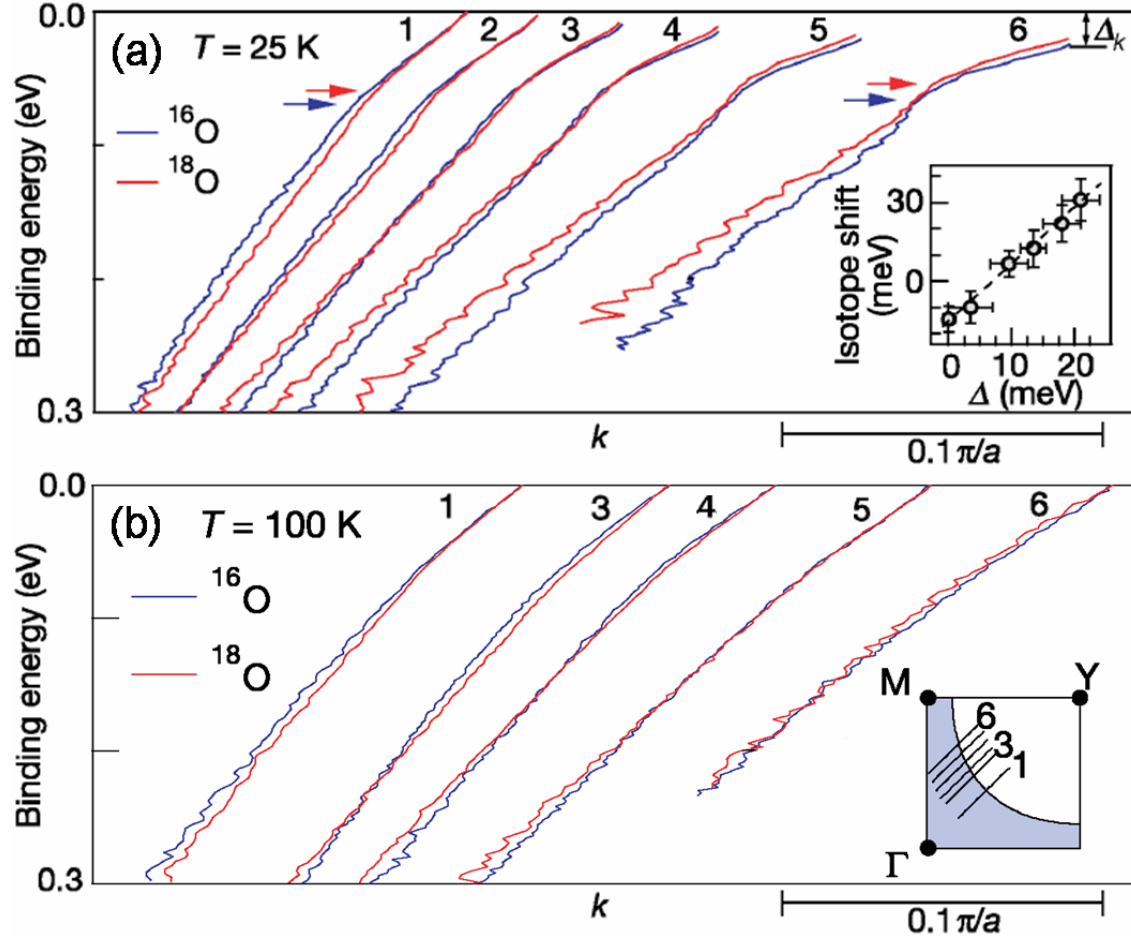 0.0
(a) T = 25 K
1 2 3 4 5 6
Δk
¹⁶O
¹⁸O
Binding energy (eV)
0.3
k
0.1 π/a
Isotope shift
(meV)
30
0
0 10 20
Δ (meV)
0.0
(b) T = 100 K
1 3 4 5 6
¹⁶O
¹⁸O
Binding energy (eV)
0.3
k
0.1 π/a
M Y
6
3
1
Γ